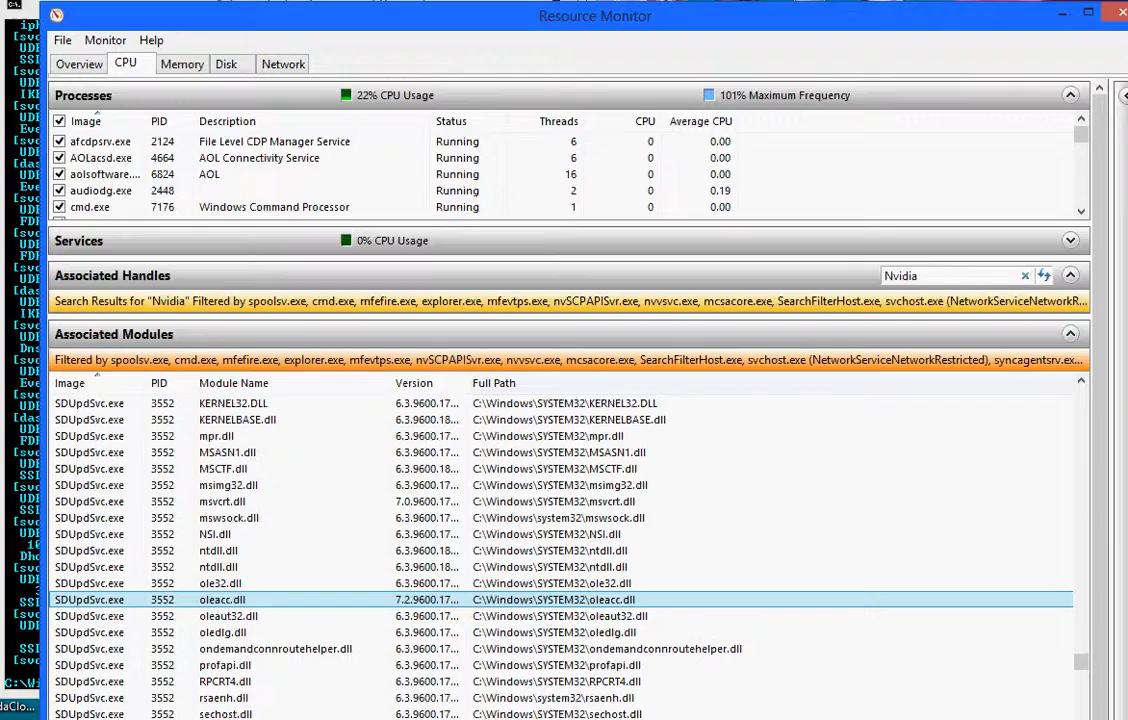 Resource Monitor
File Monitor Help
Overview CPU Memory Disk Network
Processes 22% CPU Usage 101% Maximum Frequency
Image PID Description Status Threads CPU Average CPU
afcdpsrv.exe 2124 File Level CDP Manager Service Running 6 0 0.00
AOLacsd.exe 4664 AOL Connectivity Service Running 6 0 0.00
aolsoftware.... 6824 AOL Running 16 0 0.00
audiodg.exe 2448 Running 2 0 0.19
cmd.exe 7176 Windows Command Processor Running 1 0 0.00
Services 0% CPU Usage
Associated Handles Nvidia
Search Results for "Nvidia" Filtered by spoolsv.exe, cmd.exe, mfefire.exe, explorer.exe, mfevtps.exe, nvSCPAPISvr.exe, nvvsvc.exe, mcsacore.exe, SearchFilterHost.exe, svchost.exe (NetworkServiceNetworkR...
Associated Modules
Filtered by spoolsv.exe, cmd.exe, mfefire.exe, explorer.exe, mfevtps.exe, nvSCPAPISvr.exe, nvvsvc.exe, mcsacore.exe, SearchFilterHost.exe, svchost.exe (NetworkServiceNetworkRestricted), syncagentsrv.ex...
Image PID Module Name Version Full Path
SDUpdSvc.exe 3552 KERNEL32.DLL 6.3.9600.17... C:\Windows\SYSTEM32\KERNEL32.DLL
SDUpdSvc.exe 3552 KERNELBASE.dll 6.3.9600.18... C:\Windows\SYSTEM32\KERNELBASE.dll
SDUpdSvc.exe 3552 mpr.dll 6.3.9600.17... C:\Windows\SYSTEM32\mpr.dll
SDUpdSvc.exe 3552 MSASN1.dll 6.3.9600.17... C:\Windows\SYSTEM32\MSASN1.dll
SDUpdSvc.exe 3552 MSCTF.dll 6.3.9600.18... C:\Windows\SYSTEM32\MSCTF.dll
SDUpdSvc.exe 3552 msimg32.dll 6.3.9600.17... C:\Windows\SYSTEM32\msimg32.dll
SDUpdSvc.exe 3552 msvcrt.dll 7.0.9600.17... C:\Windows\SYSTEM32\msvcrt.dll
SDUpdSvc.exe 3552 mswsock.dll 6.3.9600.17... C:\Windows\system32\mswsock.dll
SDUpdSvc.exe 3552 NSI.dll 6.3.9600.17... C:\Windows\SYSTEM32\NSI.dll
SDUpdSvc.exe 3552 ntdll.dll 6.3.9600.18... C:\Windows\SYSTEM32\ntdll.dll
SDUpdSvc.exe 3552 ntdll.dll 6.3.9600.18... C:\Windows\SYSTEM32\ntdll.dll
SDUpdSvc.exe 3552 ole32.dll 6.3.9600.17... C:\Windows\SYSTEM32\ole32.dll
SDUpdSvc.exe 3552 oleacc.dll 7.2.9600.17... C:\Windows\SYSTEM32\oleacc.dll
SDUpdSvc.exe 3552 oleaut32.dll 6.3.9600.17... C:\Windows\SYSTEM32\oleaut32.dll
SDUpdSvc.exe 3552 oledlg.dll 6.3.9600.17... C:\Windows\SYSTEM32\oledlg.dll
SDUpdSvc.exe 3552 ondemandconnroutehelper.dll 6.3.9600.17... C:\Windows\SYSTEM32\ondemandconnroutehelper.dll
SDUpdSvc.exe 3552 profapi.dll 6.3.9600.17... C:\Windows\SYSTEM32\profapi.dll
SDUpdSvc.exe 3552 RPCRT4.dll 6.3.9600.17... C:\Windows\SYSTEM32\RPCRT4.dll
SDUpdSvc.exe 3552 rsaenh.dll 6.3.9600.17... C:\Windows\system32\rsaenh.dll
SDUpdSvc.exe 3552 sechost.dll 6.3.9600.17... C:\Windows\SYSTEM32\sechost.dll